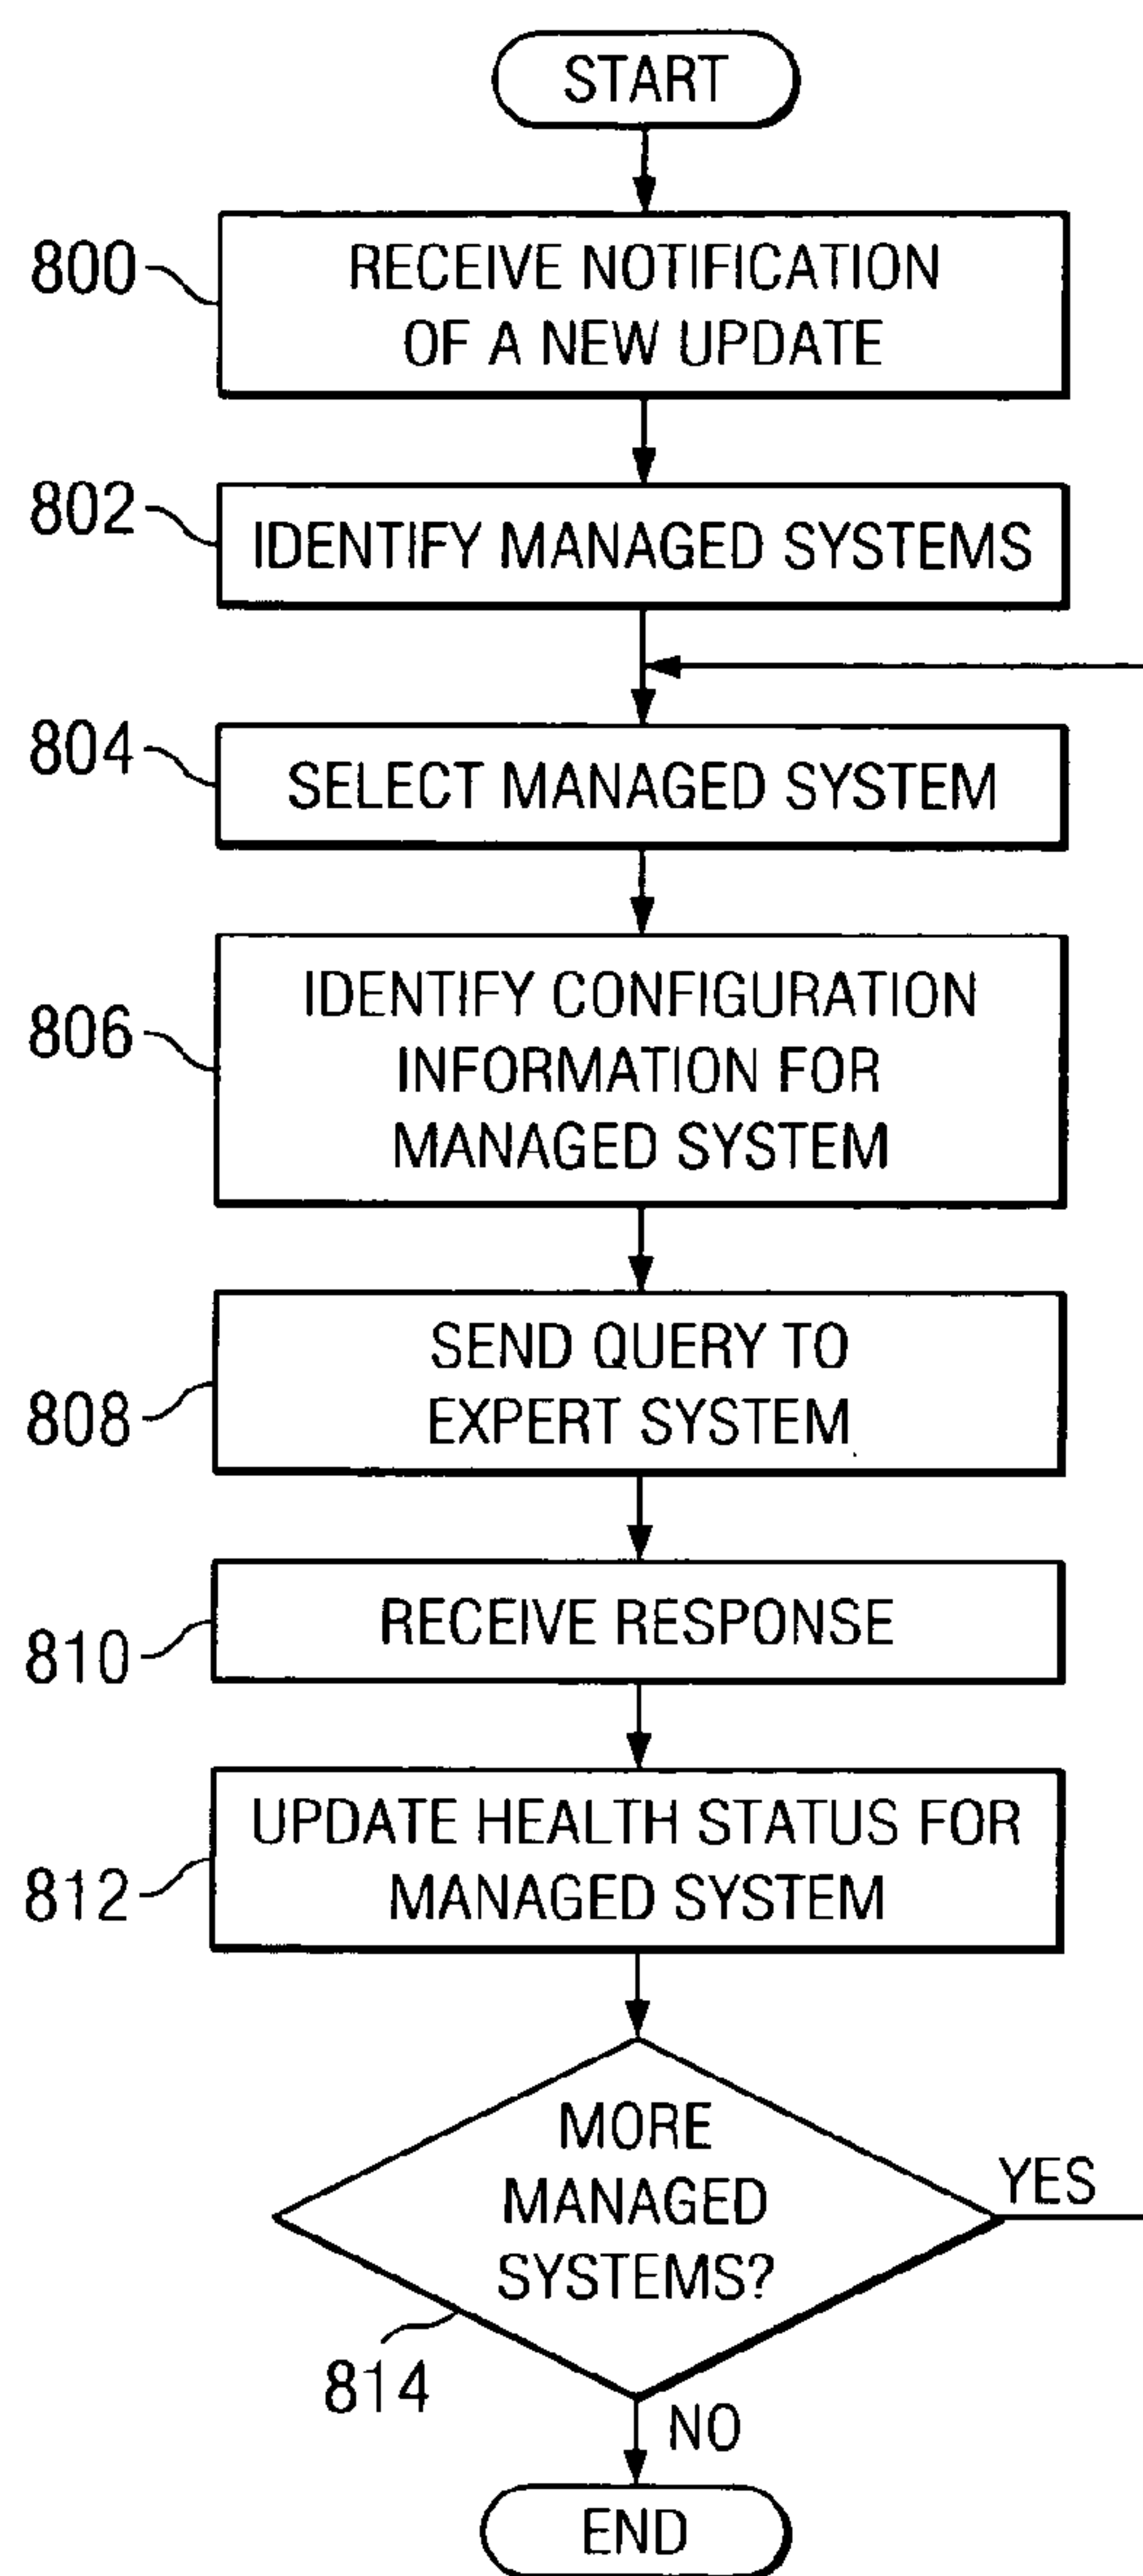 START
800
RECEIVE NOTIFICATION
OF A NEW UPDATE
802
IDENTIFY MANAGED SYSTEMS
804
SELECT MANAGED SYSTEM
806
IDENTIFY CONFIGURATION
INFORMATION FOR
MANAGED SYSTEM
808
SEND QUERY TO
EXPERT SYSTEM
810
RECEIVE RESPONSE
812
UPDATE HEALTH STATUS FOR
MANAGED SYSTEM
MORE
MANAGED
SYSTEMS?
YES
814
NO
END